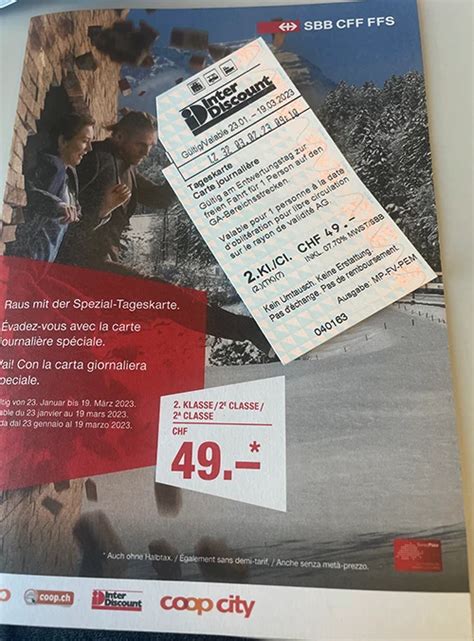 SBB CFF FFS
Inter
Discount
Gültig/Valable 23.01. – 19.03.2023
Tageskarte
Carte journalière
Gültig am Entwertungstag zur
freien Fahrt für 1 Person auf den
GA-Bereichsstrecken.
Valable pour 1 personne à la date
d'oblitération pour libre circulation
sur le rayon de validité AG
2.Kl./Cl. CHF 49.–
INKL. 07.70% MWST/SBB
Kein Umtausch. Keine Erstattung.
Pas d'échange. Pas de remboursement.
Ausgabe: MP-FV-PEM
040163
Raus mit der Spezial-Tageskarte.
Évadez-vous avec la carte
journalière spéciale.
Vai! Con la carta giornaliera
speciale.
ltig von 23. Januar bis 19. März 2023.
able du 23 janvier au 19 mars 2023.
da dal 23 gennaio al 19 marzo 2023.
2. KLASSE/2E CLASSE/
2A CLASSE
CHF
49.–*
* Auch ohne Halbtax. / Également sans demi-tarif. / Anche senza metà-prezzo.
coop.ch
Inter
Discount
coop city